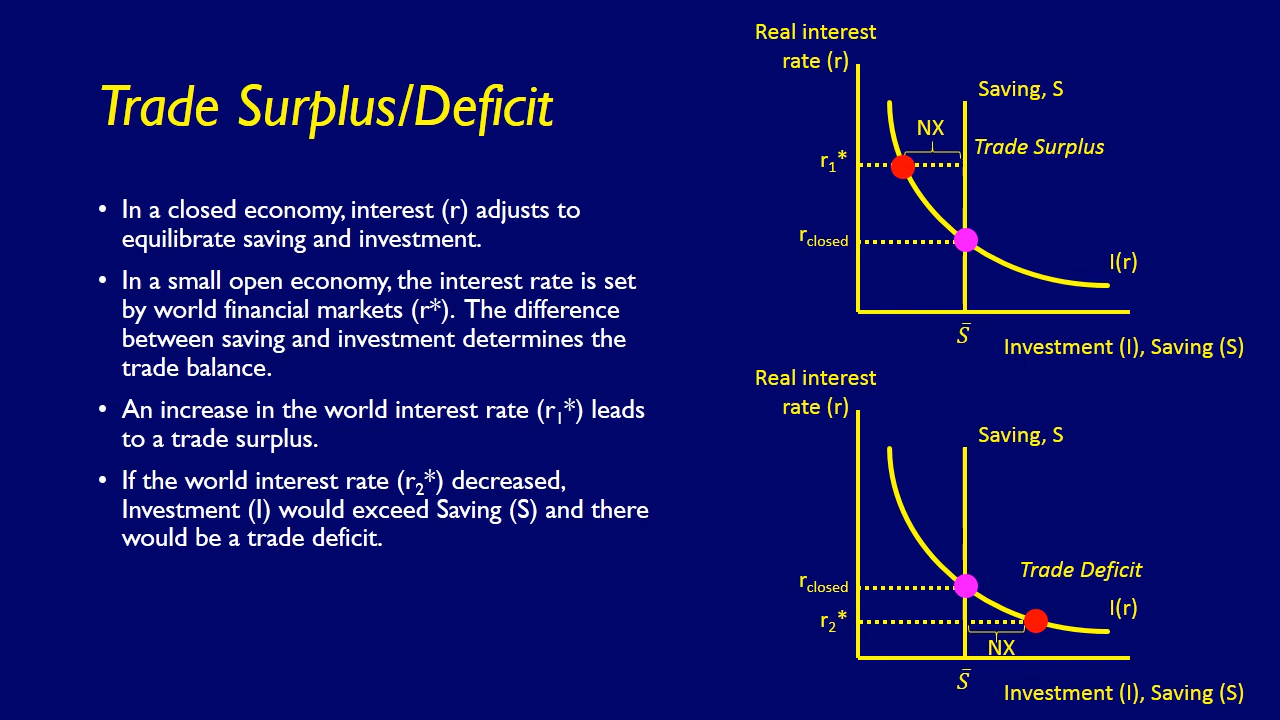 Trade Surplus/Deficit
• In a closed economy, interest (r) adjusts to
equilibrate saving and investment.
• In a small open economy, the interest rate is set
by world financial markets (r*). The difference
between saving and investment determines the
trade balance.
• An increase in the world interest rate (r₁*) leads
to a trade surplus.
• If the world interest rate (r₂*) decreased,
Investment (I) would exceed Saving (S) and there
would be a trade deficit.
Real interest
rate (r)
Saving, S
NX
Trade Surplus
r₁*
r closed
I(r)
S̄
Investment (I), Saving (S)
Real interest
rate (r)
Saving, S
Trade Deficit
r closed
I(r)
r₂*
NX
S̄
Investment (I), Saving (S)